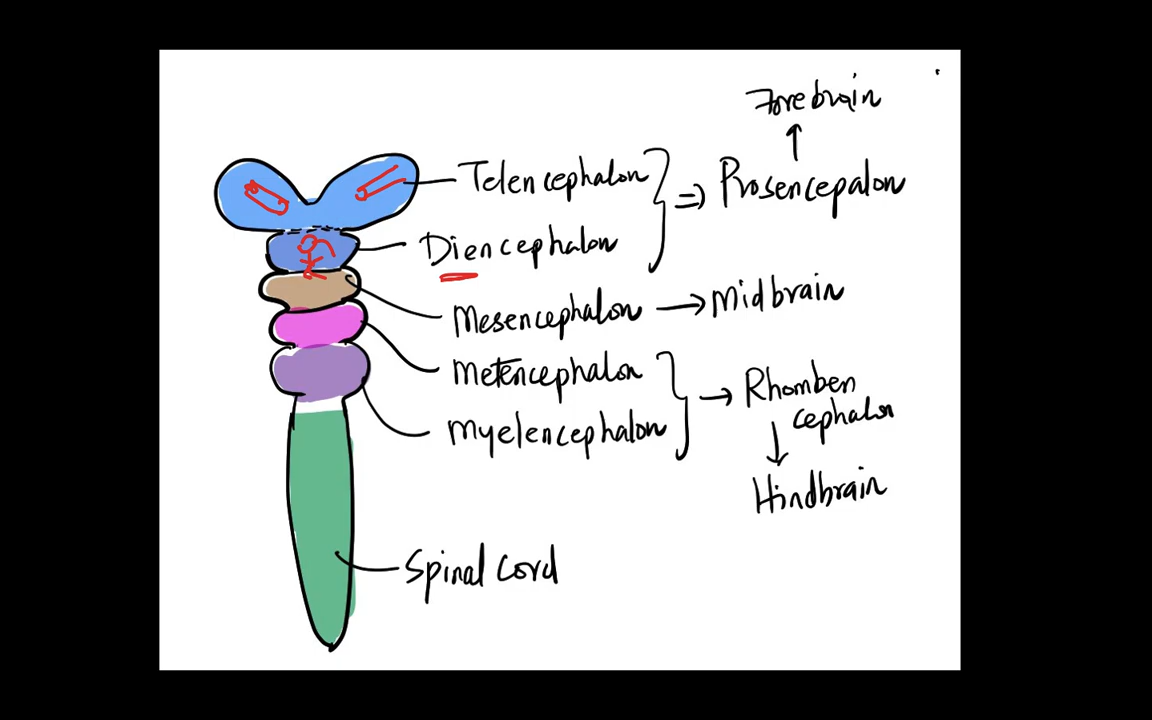 Forebrain
Telencephalon
Prosencepalon
Diencephalon
Mesencephalon
Midbrain
Metencephalon
Rhomben
cephalon
Myelencephalon
Hindbrain
Spinal Cord